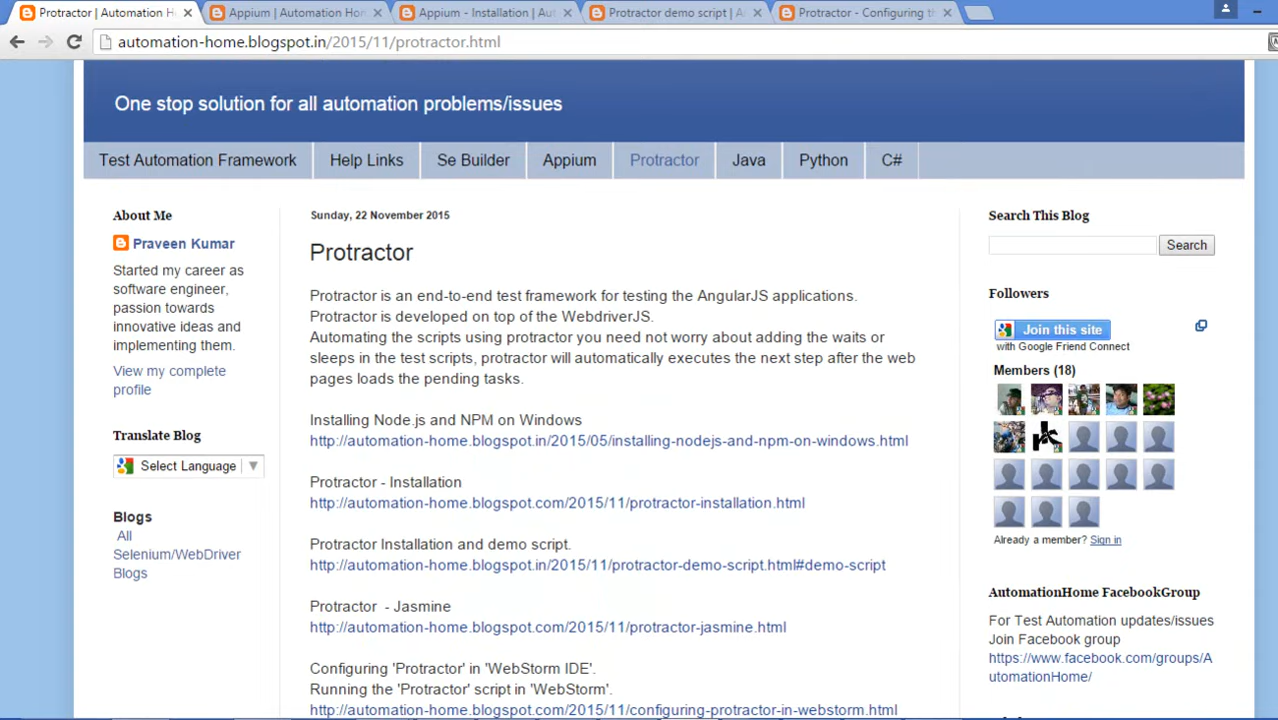 Protractor | Automation H
Appium | Automation Hom
Appium - Installation | Aut
Protractor demo script | A
Protractor - Configuring th
automation-home.blogspot.in/2015/11/protractor.html
One stop solution for all automation problems/issues
Test Automation Framework
Help Links
Se Builder
Appium
Protractor
Java
Python
C#
About Me
Praveen Kumar
Started my career as
software engineer,
passion towards
innovative ideas and
implementing them.
View my complete
profile
Translate Blog
Select Language
Blogs
All
Selenium/WebDriver
Blogs
Sunday, 22 November 2015
Protractor
Protractor is an end-to-end test framework for testing the AngularJS applications.
Protractor is developed on top of the WebdriverJS.
Automating the scripts using protractor you need not worry about adding the waits or
sleeps in the test scripts, protractor will automatically executes the next step after the web
pages loads the pending tasks.
Installing Node.js and NPM on Windows
http://automation-home.blogspot.in/2015/05/installing-nodejs-and-npm-on-windows.html
Protractor - Installation
http://automation-home.blogspot.com/2015/11/protractor-installation.html
Protractor Installation and demo script.
http://automation-home.blogspot.in/2015/11/protractor-demo-script.html#demo-script
Protractor - Jasmine
http://automation-home.blogspot.com/2015/11/protractor-jasmine.html
Configuring 'Protractor' in 'WebStorm IDE'.
Running the 'Protractor' script in 'WebStorm'.
http://automation-home.blogspot.com/2015/11/configuring-protractor-in-webstorm.html
Search This Blog
Search
Followers
Join this site
with Google Friend Connect
Members (18)
Already a member? Sign in
AutomationHome FacebookGroup
For Test Automation updates/issues
Join Facebook group
https://www.facebook.com/groups/A
utomationHome/